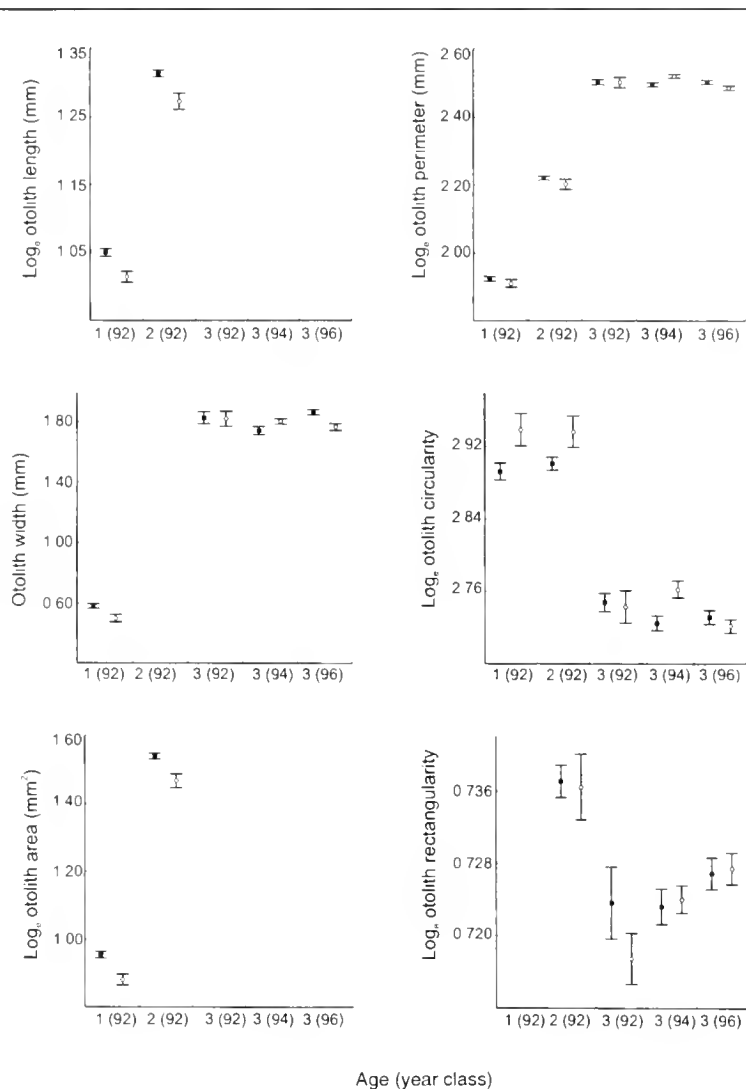 Log_e otolith length (mm)
1 35
1 25
1 15
1 05
1 (92) 2 (92) 3 (92) 3 (94) 3 (96)
Log_e otolith perimeter (mm)
2 60
2 40
2 20
2 00
1 (92) 2 (92) 3 (92) 3 (94) 3 (96)
Otolith width (mm)
1 80
1 40
1 00
0 60
1 (92) 2 (92) 3 (92) 3 (94) 3 (96)
Log_e otolith circularity
2 92
2 84
2 76
1 (92) 2 (92) 3 (92) 3 (94) 3 (96)
Log_e otolith area (mm²)
1 60
1 40
1 20
1 00
1 (92) 2 (92) 3 (92) 3 (94) 3 (96)
Log_e otolith rectangularity
0 736
0 728
0 720
1 (92) 2 (92) 3 (92) 3 (94) 3 (96)
Age (year class)